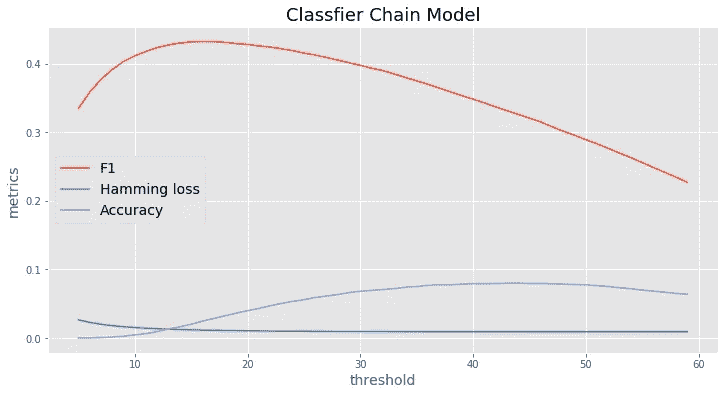 Classfier Chain Model
0.4
0.3
0.2
0.1
0.0
metrics
F1
Hamming loss
Accuracy
10 20 30 40 50 60
threshold